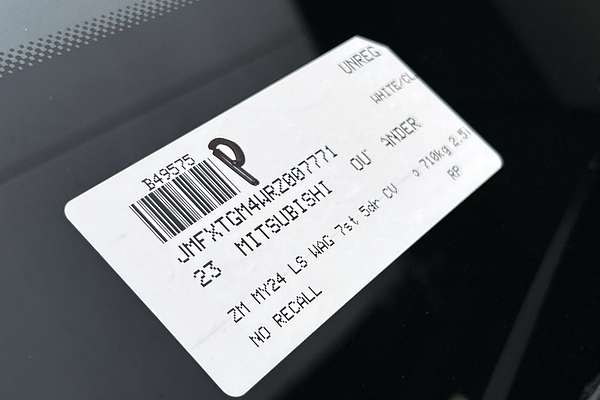 UNREG
WHITE/CL
B49575
P
JMFXTGM4WRZ007771
23 MITSUBISHI OU ANDER
ZM MY24 LS WAG 7st 5dr CV 710kg 2.5
RP
NO RECALL